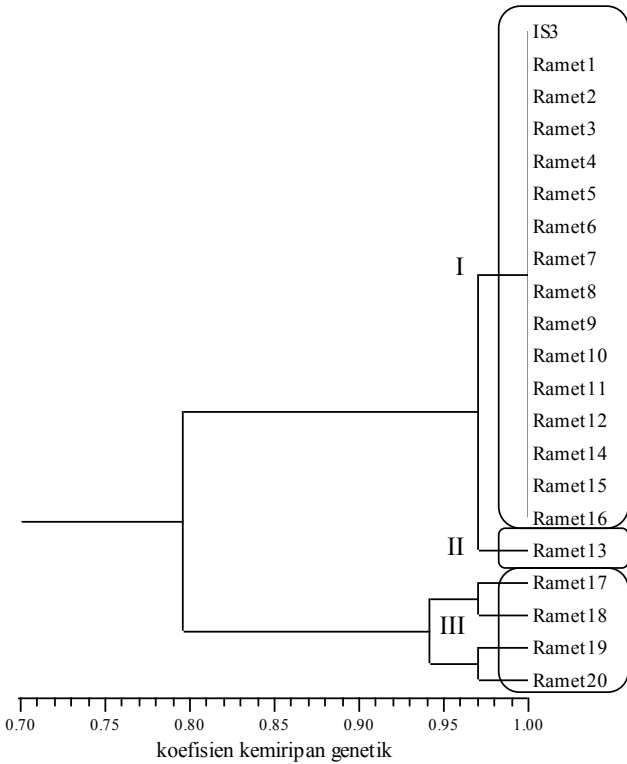 IS3
Ramet1
Ramet2
Ramet3
Ramet4
Ramet5
Ramet6
I
Ramet7
Ramet8
Ramet9
Ramet10
Ramet11
Ramet12
Ramet14
Ramet15
Ramet16
II
Ramet13
Ramet17
Ramet18
III
Ramet19
Ramet20
0.70 0.75 0.80 0.85 0.90 0.95 1.00
koefisien kemiripan genetik